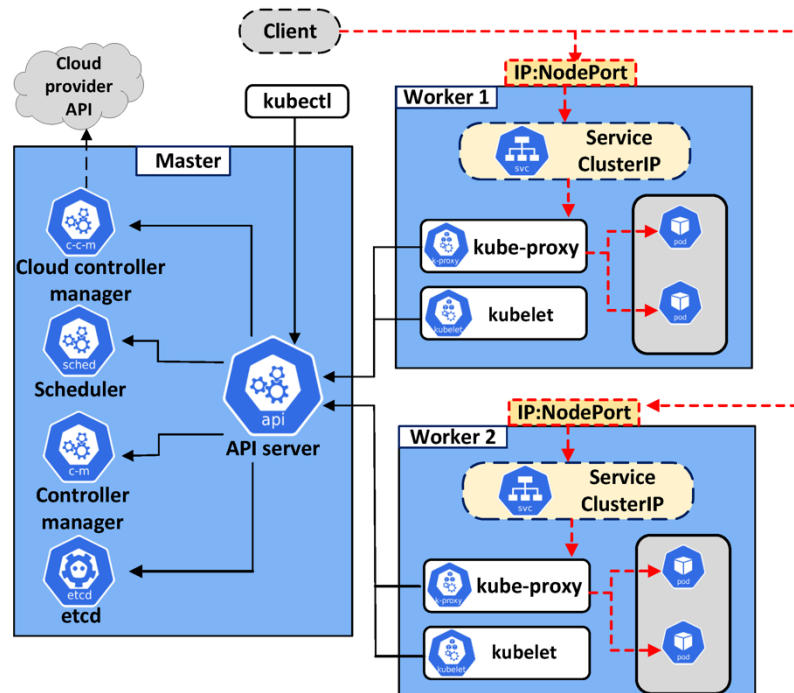 Client
Cloud
provider
API
kubectl
Master
c-c-m
Cloud controller
manager
sched
Scheduler
c-m
Controller
manager
etcd
etcd
api
API server
IP:NodePort
Worker 1
svc
Service
ClusterIP
k-proxy
kube-proxy
kubelet
kubelet
pod
pod
IP:NodePort
Worker 2
svc
Service
ClusterIP
k-proxy
kube-proxy
kubelet
kubelet
pod
pod